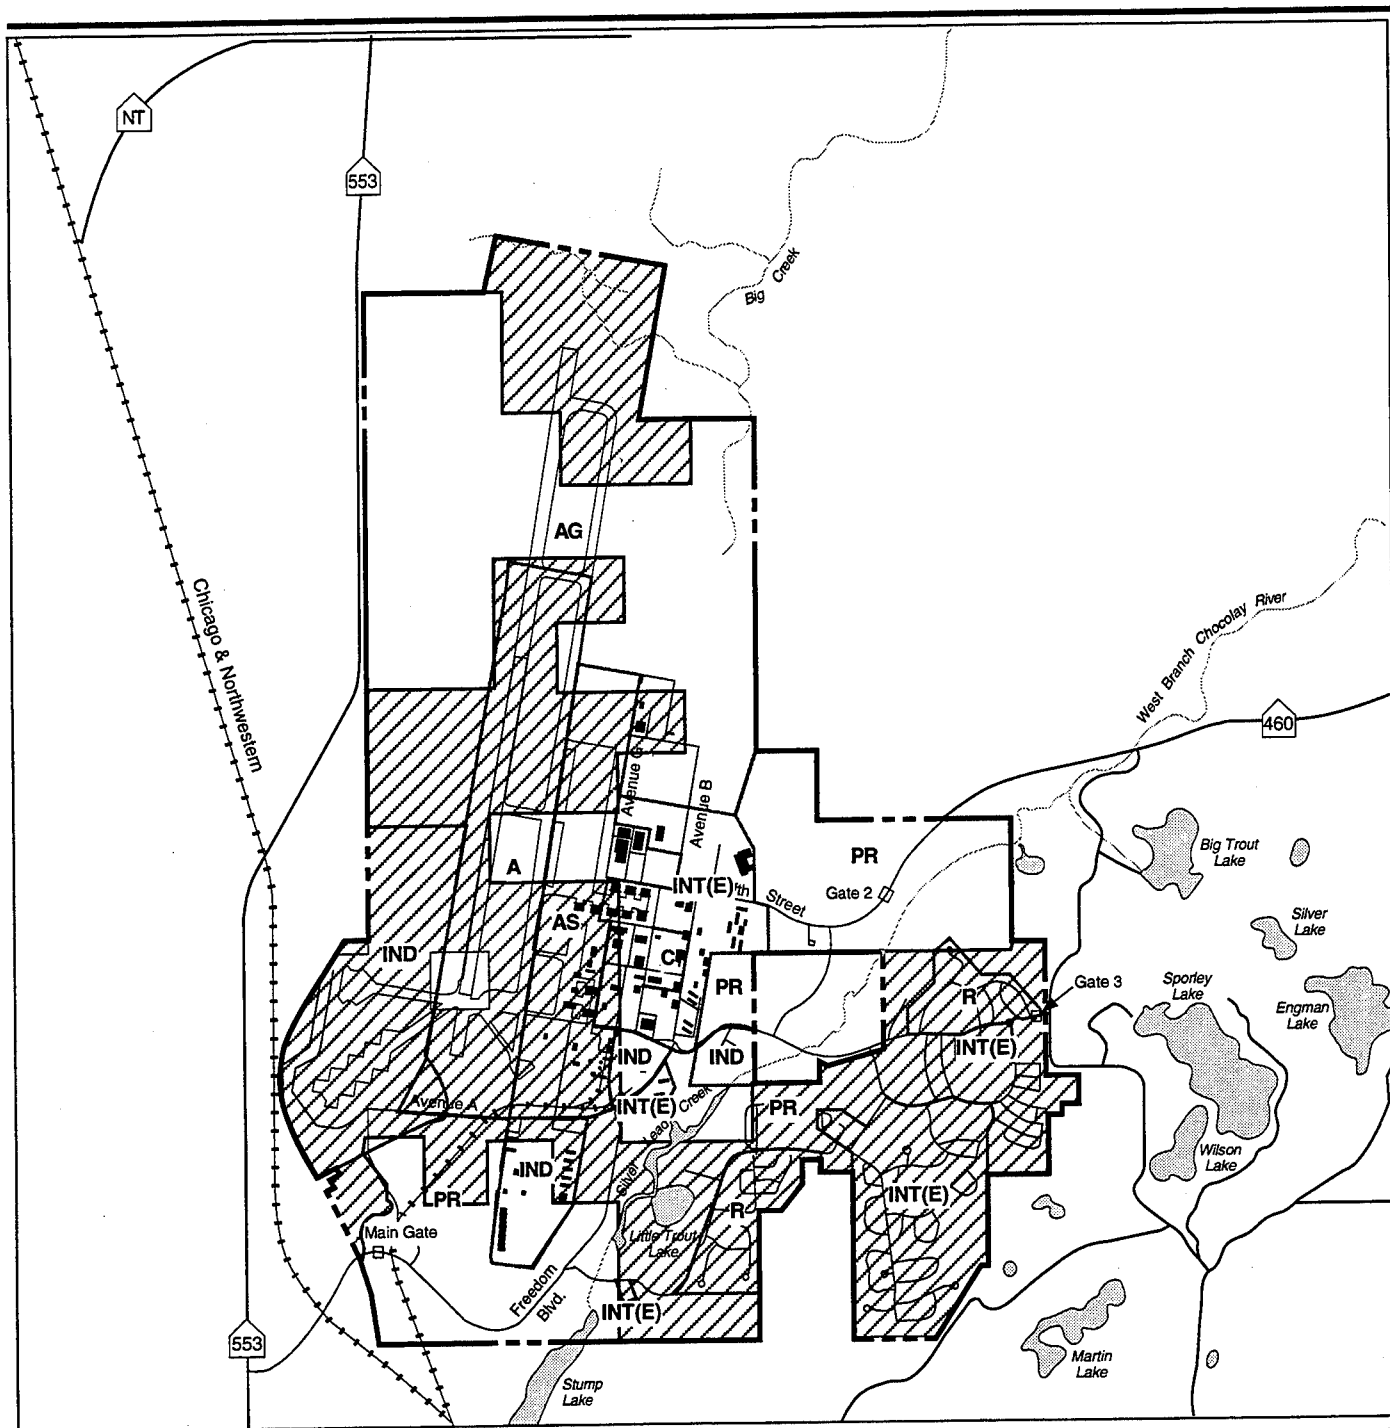 NT
553
Big Creek
AG
Chicago & Northwestern
West Branch Chocolay River
460
Avenue C
Avenue B
PR
Big Trout
Lake
A
INT(E)
Street
Gate 2
AS
Silver
Lake
IND
C
PR
R
Gate 3
Sporley
Lake
Engman
Lake
IND
IND
INT(E)
Avenue A
INT(E)
Creek
PR
Silver
Wilson
Lake
IND
PR
INT(E)
R
Main Gate
Little Trout
Lake
Freedom
Blvd.
INT(E)
553
Martin
Lake
Stump
Lake